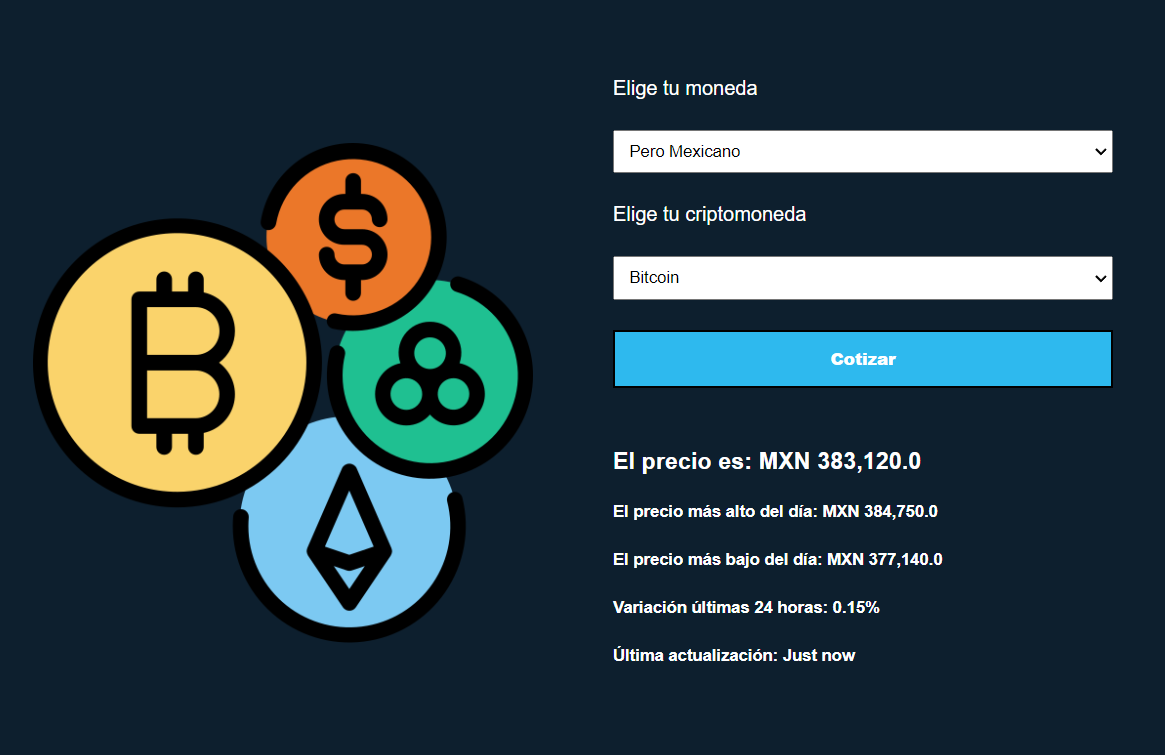 Elige tu moneda
Pero Mexicano
Elige tu criptomoneda
Bitcoin
Cotizar
El precio es: MXN 383,120.0
El precio más alto del día: MXN 384,750.0
El precio más bajo del día: MXN 377,140.0
Variación últimas 24 horas: 0.15%
Última actualización: Just now